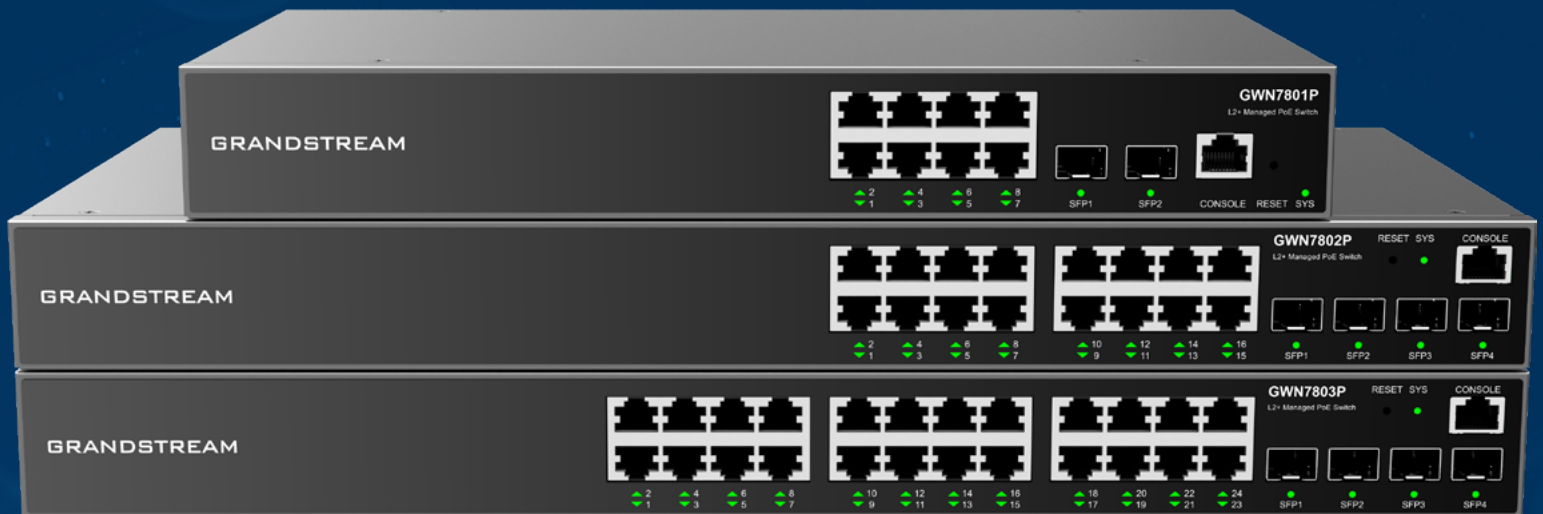 GWN7801P
L2+ Managed PoE Switch
GRANDSTREAM
2 4 6 8
1 3 5 7
SFP1 SFP2 CONSOLE RESET SYS
GWN7802P RESET SYS CONSOLE
L2+ Managed PoE Switch
GRANDSTREAM
2 4 6 8 10 12 14 16
1 3 5 7 9 11 13 15
SFP1 SFP2 SFP3 SFP4
GWN7803P RESET SYS CONSOLE
L2+ Managed PoE Switch
GRANDSTREAM
2 4 6 8 10 12 14 16 18 20 22 24
1 3 5 7 9 11 13 15 17 19 21 23
SFP1 SFP2 SFP3 SFP4